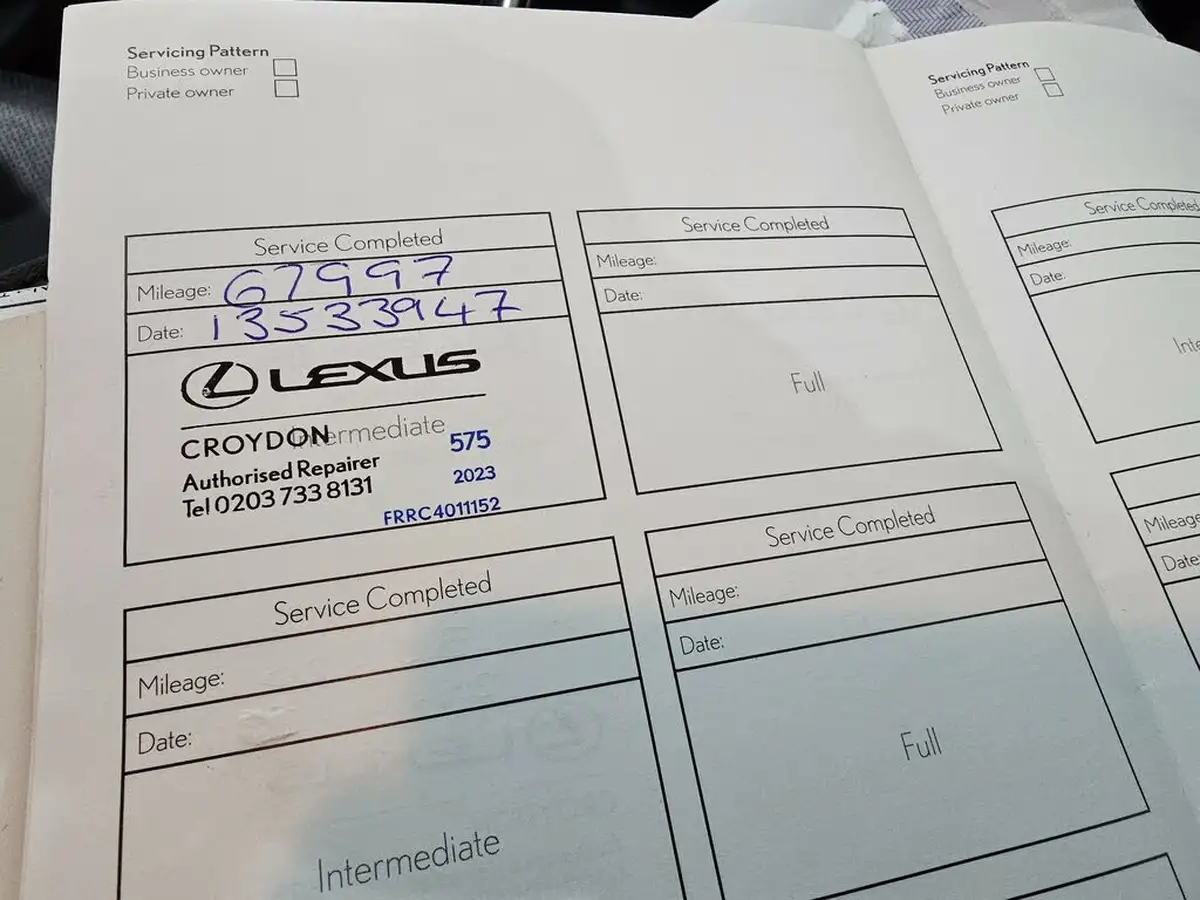 Servicing Pattern
Business owner
Private owner
Servicing Pattern
Business owner
Private owner
Service Completed
Mileage: 67997
Date: 13533947
LEXUS
CROYDON
Intermediate
Authorised Repairer
Tel 0203 733 8131
575
2023
FRRC4011152
Service Completed
Mileage:
Date:
Full
Service Completed
Mileage:
Date:
Service Completed
Mileage:
Date:
Intermediate
Service Completed
Mileage:
Date:
Full
Mileage
Date: